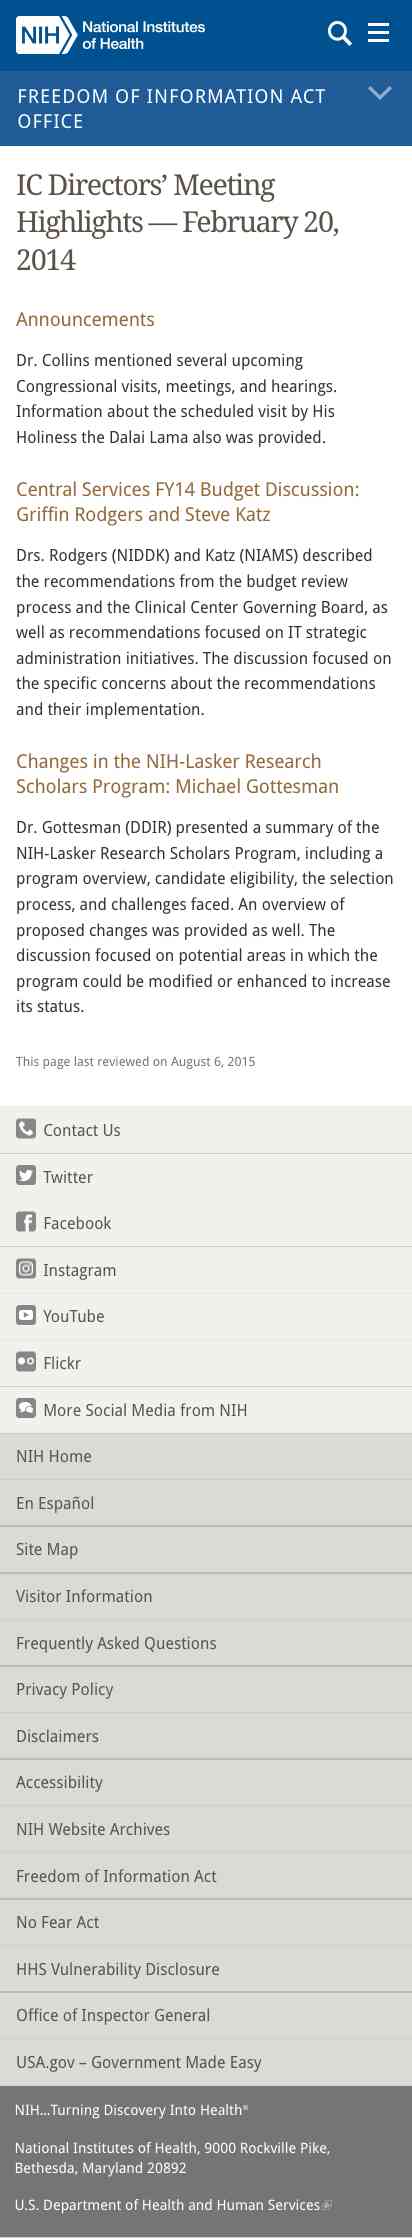 NIH National Institutes
of Health
FREEDOM OF INFORMATION ACT
OFFICE
IC Directors’ Meeting
Highlights — February 20,
2014
Announcements
Dr. Collins mentioned several upcoming
Congressional visits, meetings, and hearings.
Information about the scheduled visit by His
Holiness the Dalai Lama also was provided.
Central Services FY14 Budget Discussion:
Griffin Rodgers and Steve Katz
Drs. Rodgers (NIDDK) and Katz (NIAMS) described
the recommendations from the budget review
process and the Clinical Center Governing Board, as
well as recommendations focused on IT strategic
administration initiatives. The discussion focused on
the specific concerns about the recommendations
and their implementation.
Changes in the NIH-Lasker Research
Scholars Program: Michael Gottesman
Dr. Gottesman (DDIR) presented a summary of the
NIH-Lasker Research Scholars Program, including a
program overview, candidate eligibility, the selection
process, and challenges faced. An overview of
proposed changes was provided as well. The
discussion focused on potential areas in which the
program could be modified or enhanced to increase
its status.
This page last reviewed on August 6, 2015
Contact Us
Twitter
Facebook
Instagram
YouTube
Flickr
More Social Media from NIH
NIH Home
En Español
Site Map
Visitor Information
Frequently Asked Questions
Privacy Policy
Disclaimers
Accessibility
NIH Website Archives
Freedom of Information Act
No Fear Act
HHS Vulnerability Disclosure
Office of Inspector General
USA.gov – Government Made Easy
NIH...Turning Discovery Into Health®
National Institutes of Health, 9000 Rockville Pike,
Bethesda, Maryland 20892
U.S. Department of Health and Human Services